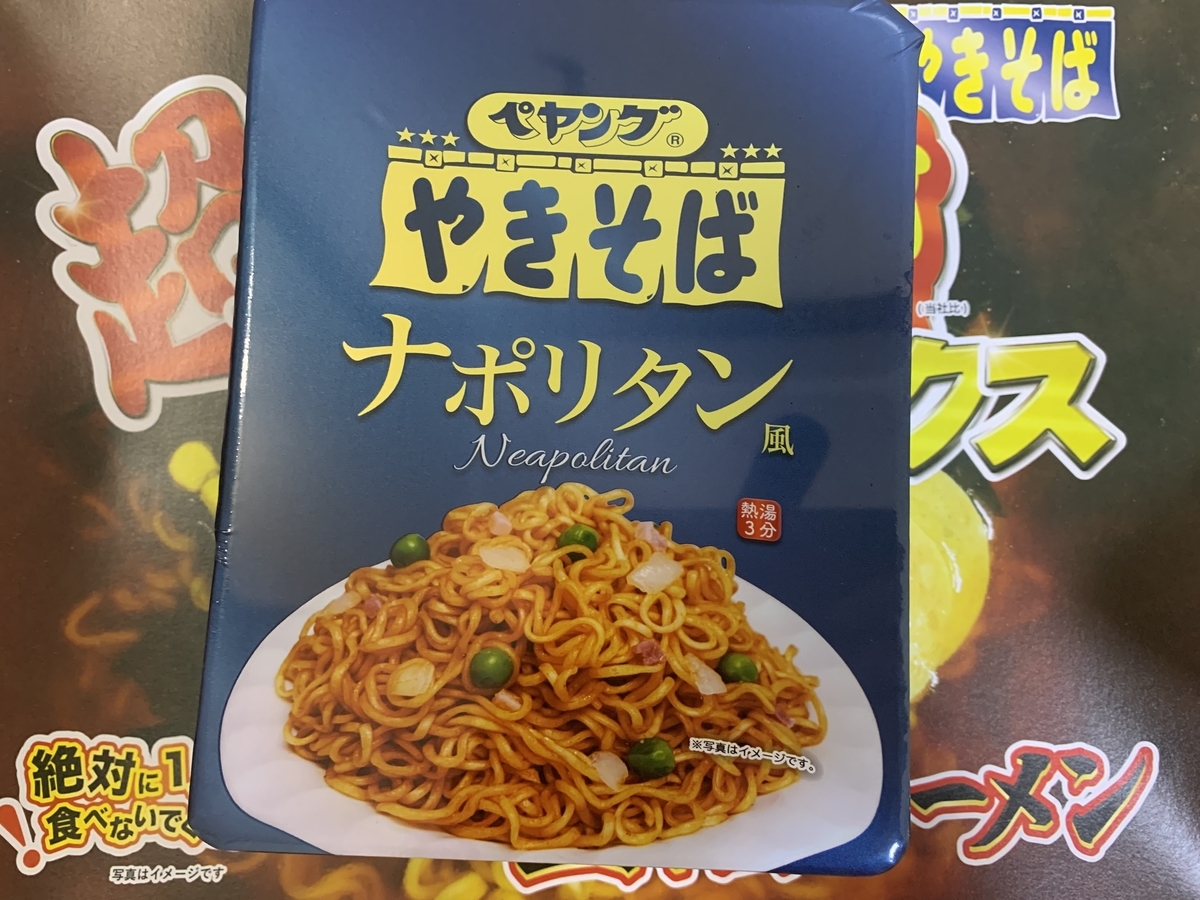 ペヤング®
やきそば
ナポリタン風
Neapolitan
熱湯
3分
※写真はイメージです。
やきそば
超
(当社比)
クス
絶対に1
食べないで
写真はイメージです
ーメン